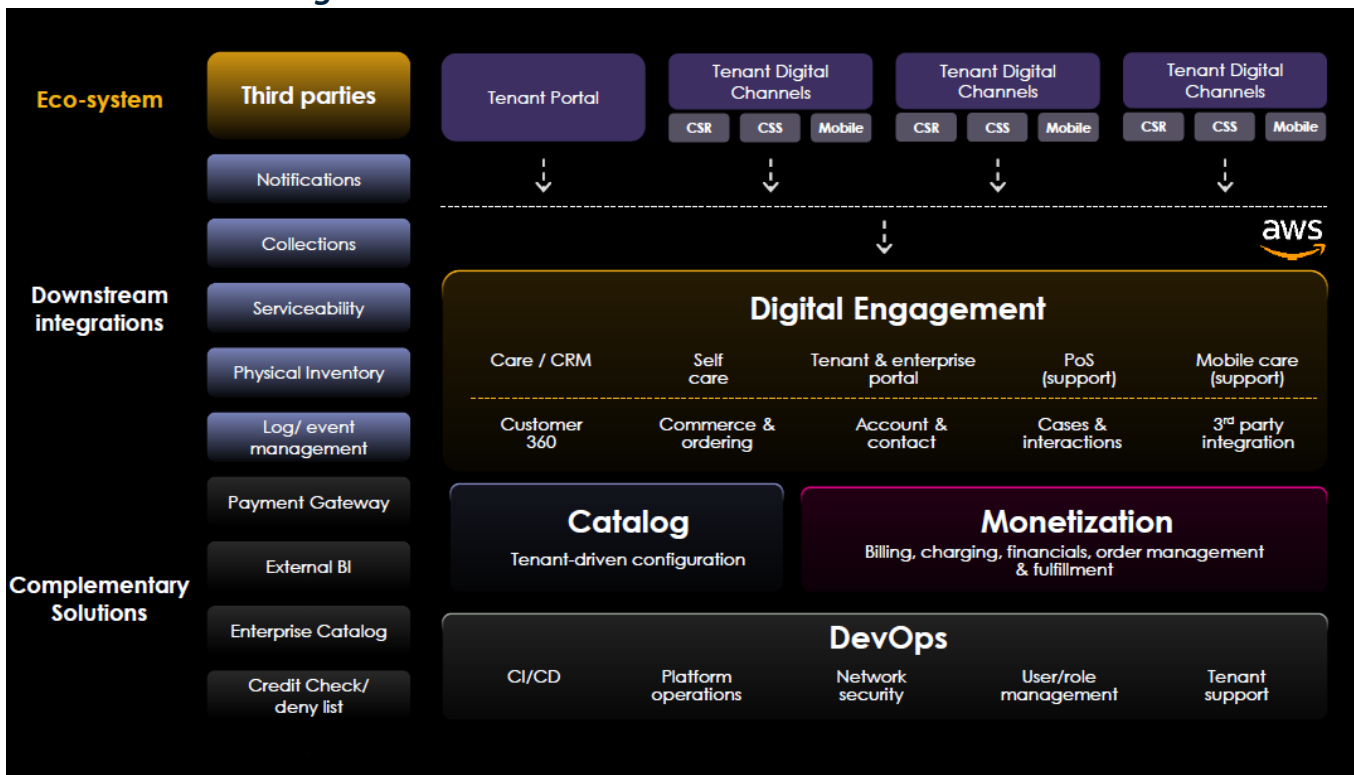 Eco-system
Third parties
Tenant Portal
Tenant Digital
Channels
CSR
CSS
Mobile
Tenant Digital
Channels
CSR
CSS
Mobile
Tenant Digital
Channels
CSR
CSS
Mobile
Notifications
Collections
aws
Downstream
integrations
Serviceability
Physical Inventory
Log/ event
management
Digital Engagement
Care / CRM
Self
care
Tenant & enterprise
portal
PoS
(support)
Mobile care
(support)
Customer
360
Commerce &
ordering
Account &
contact
Cases &
interactions
3rd party
integration
Complementary
Solutions
Payment Gateway
External BI
Enterprise Catalog
Credit Check/
deny list
Catalog
Tenant-driven configuration
Monetization
Billing, charging, financials, order management
& fulfillment
DevOps
CI/CD
Platform
operations
Network
security
User/role
management
Tenant
support